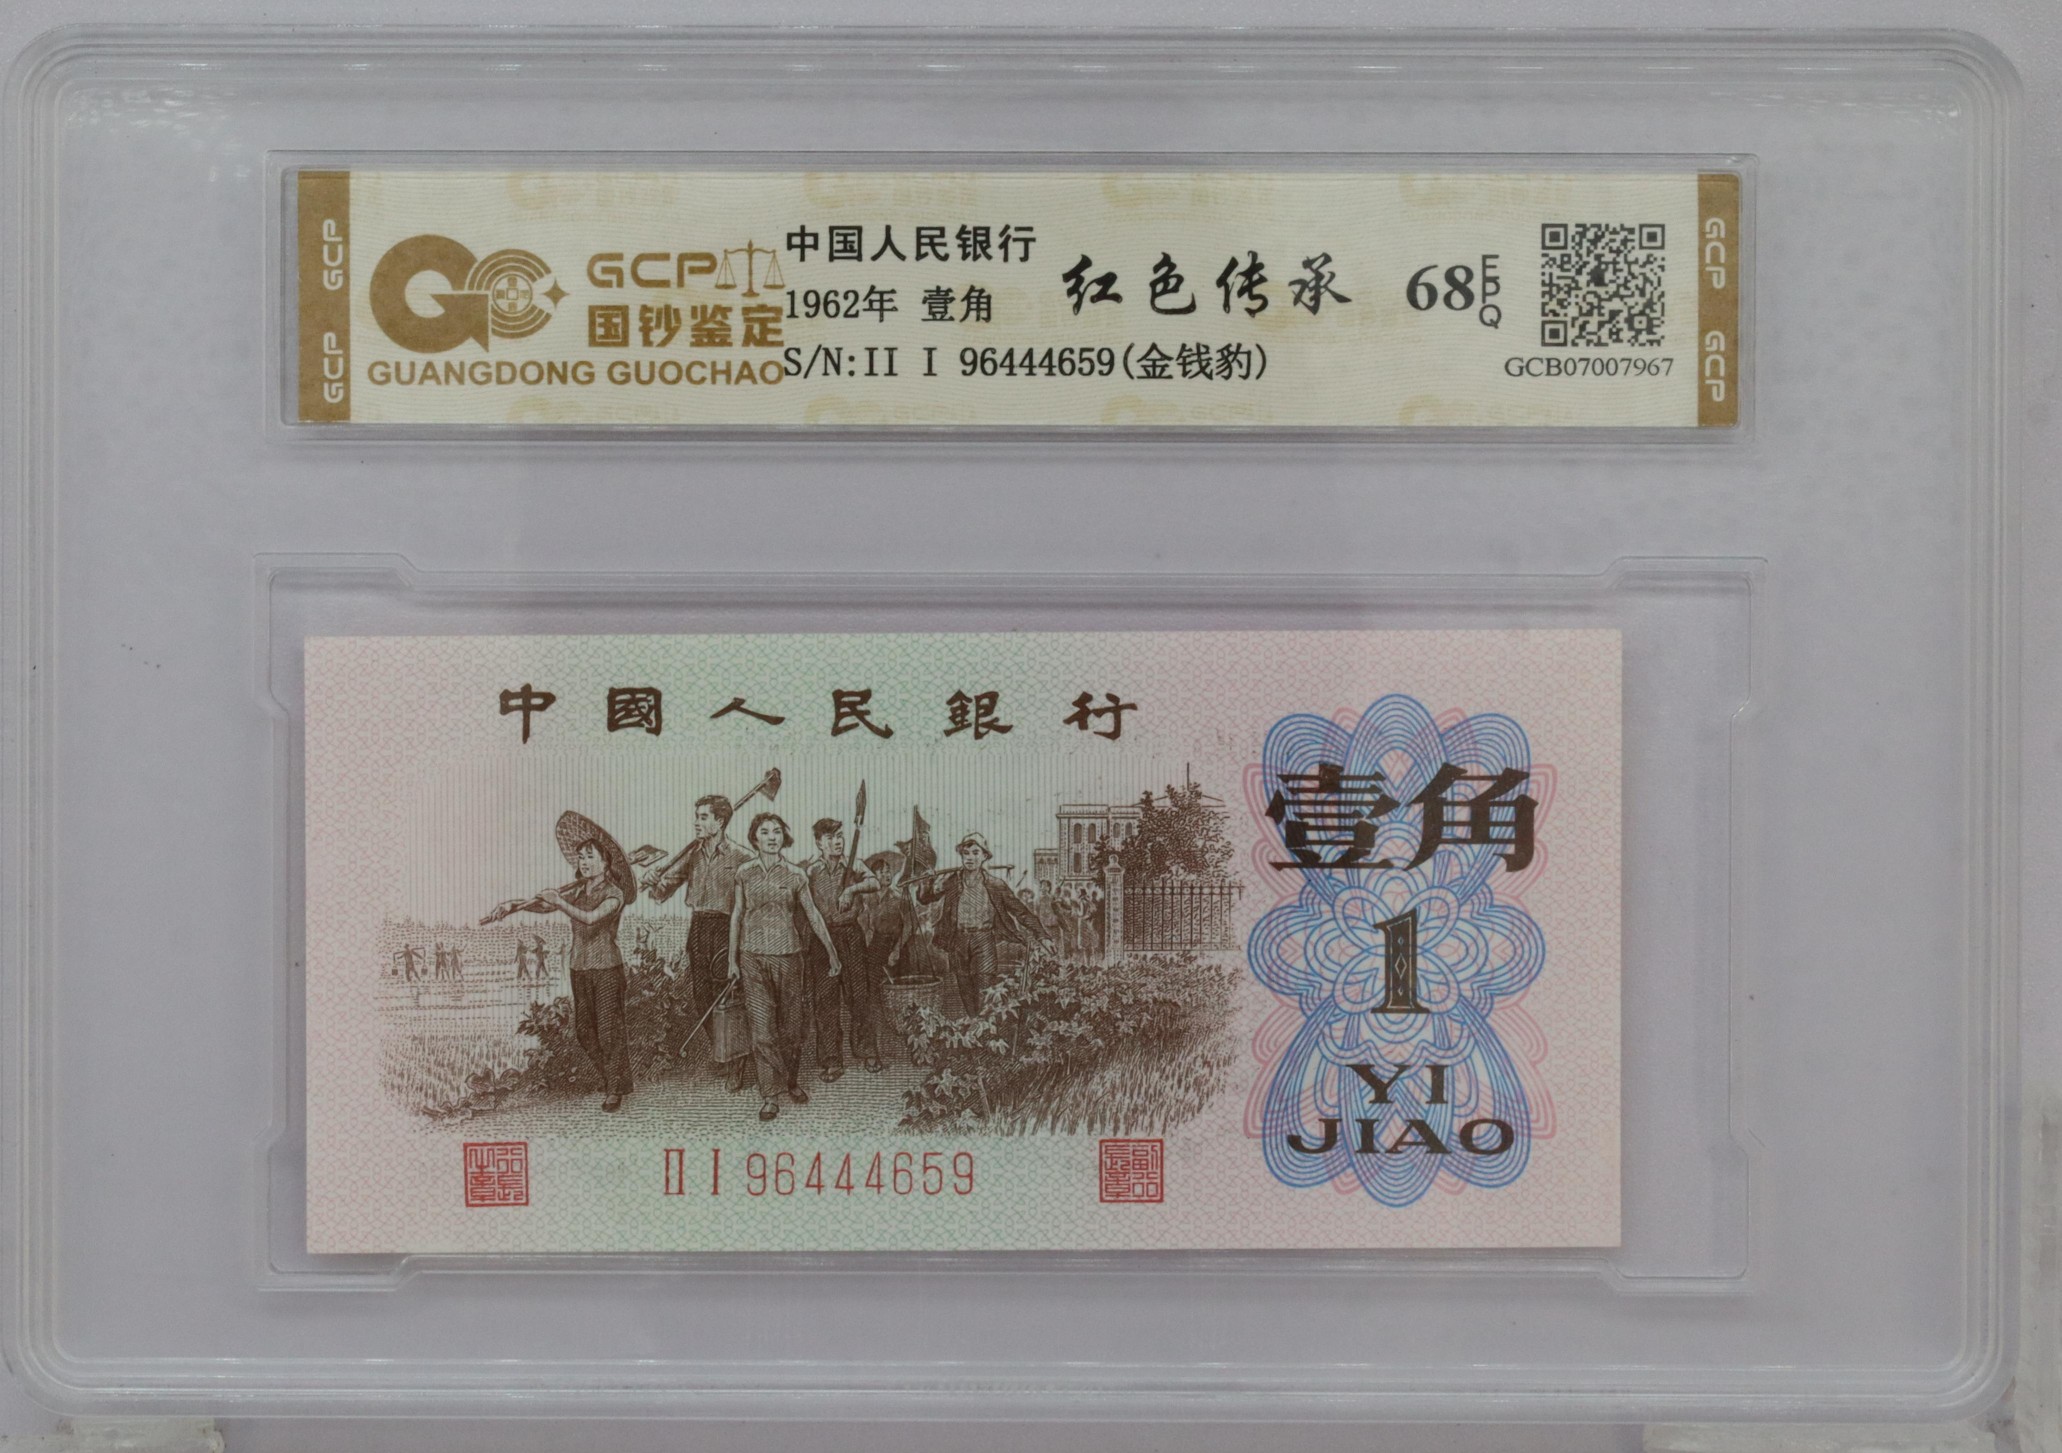 GCP GCP
GCP
国钞鉴定
GUANGDONG GUOCHAO
中国人民银行
1962年 壹角
S/N:II I 96444659(金钱豹)
红色传承
68 EPQ
GCB07007967
GCP GCP
中國人民銀行
壹角
1
YI
JIAO
II I 96444659